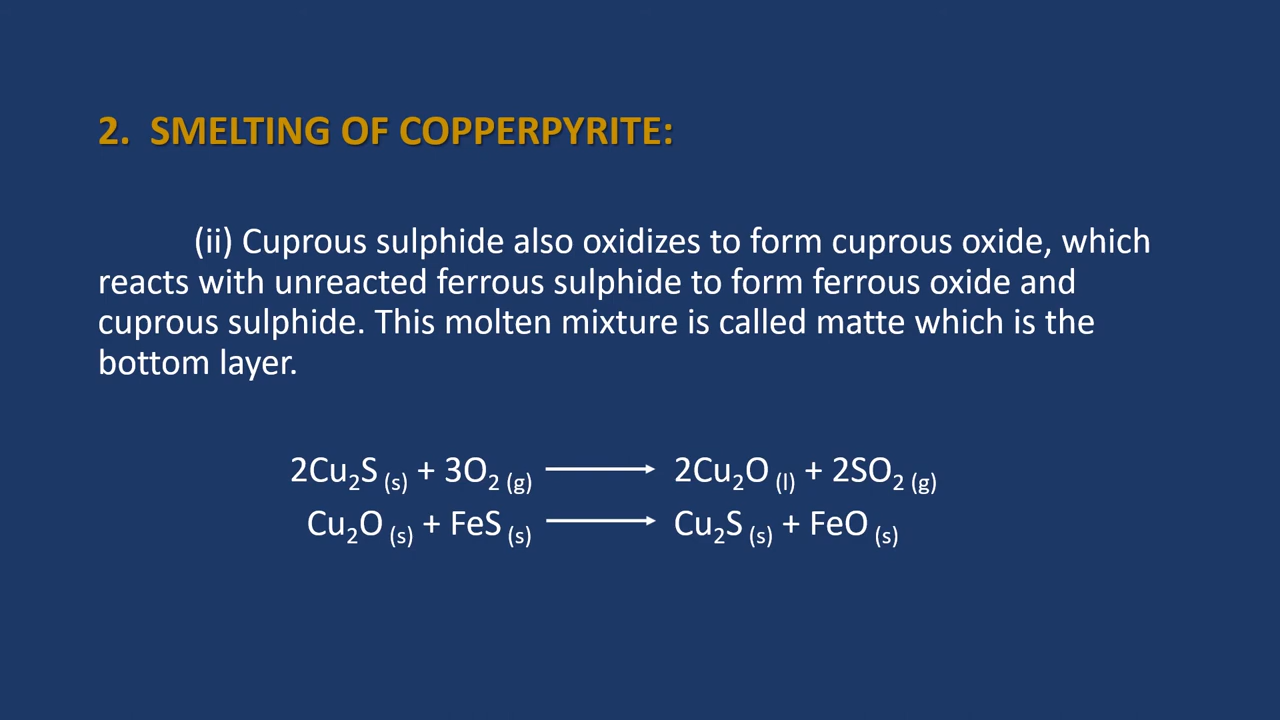 2. SMELTING OF COPPERPYRITE:
(ii) Cuprous sulphide also oxidizes to form cuprous oxide, which
reacts with unreacted ferrous sulphide to form ferrous oxide and
cuprous sulphide. This molten mixture is called matte which is the
bottom layer.
2Cu₂S (s) + 3O₂ (g) ⟶ 2Cu₂O (l) + 2SO₂ (g)
Cu₂O (s) + FeS (s) ⟶ Cu₂S (s) + FeO (s)